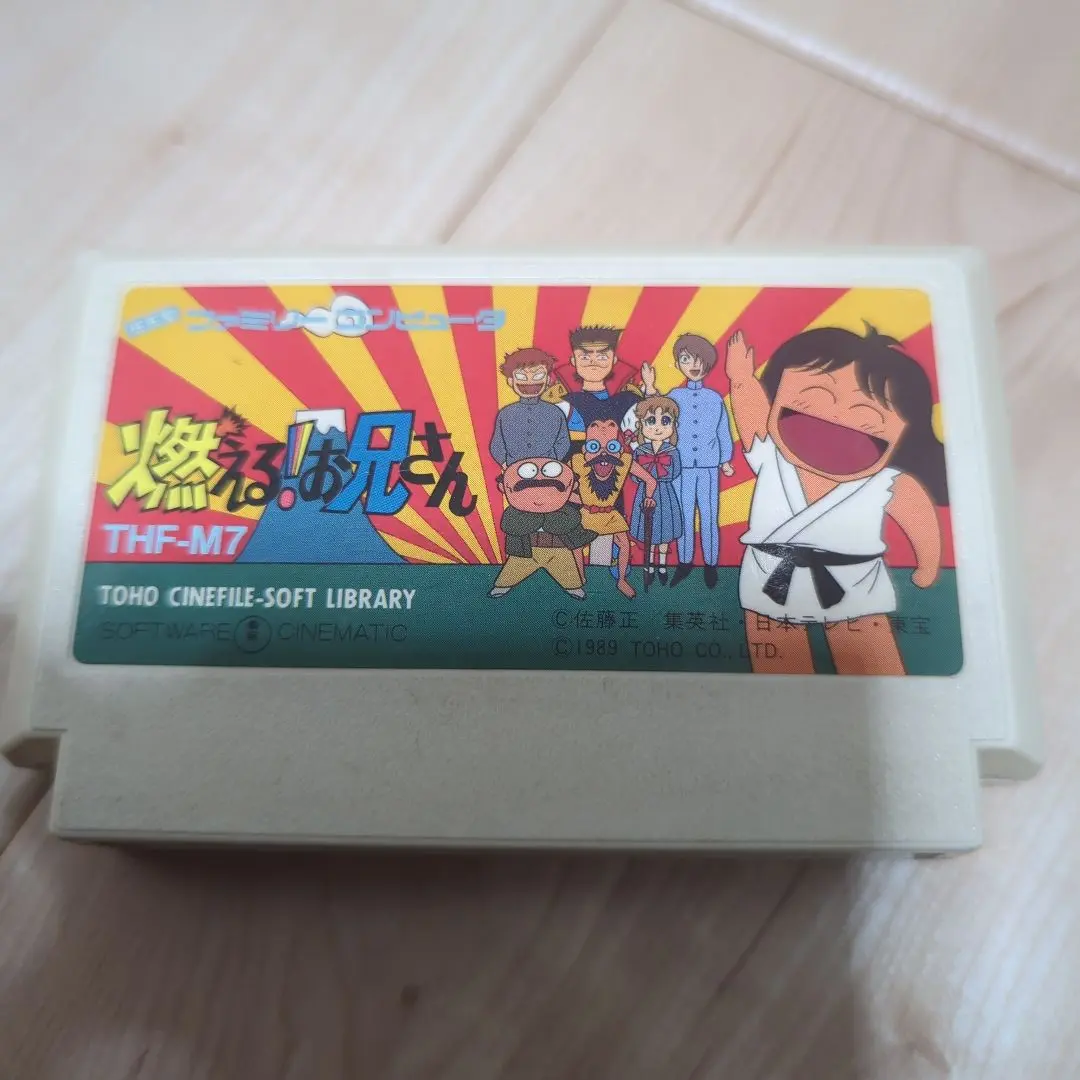 ファミリーコンピュータ
燃える!お兄さん
THF-M7
TOHO CINEFILE-SOFT LIBRARY
SOFTWARE CINEMATIC
©佐藤正 集英社・日本テレビ・東宝
©1989 TOHO CO., LTD.